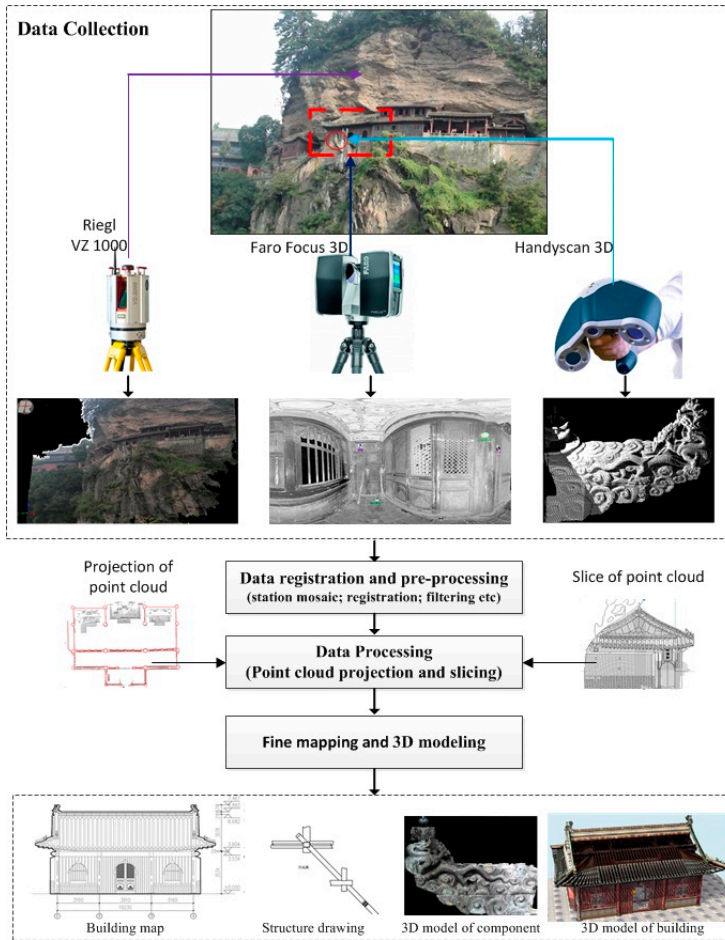 Data Collection
Riegl
VZ 1000
Faro Focus 3D
Handyscan 3D
FARO
Projection of
point cloud
Data registration and pre-processing
(station mosaic; registration; filtering etc)
Slice of point cloud
Data Processing
(Point cloud projection and slicing)
Fine mapping and 3D modeling
Building map
Structure drawing
3D model of component
3D model of building